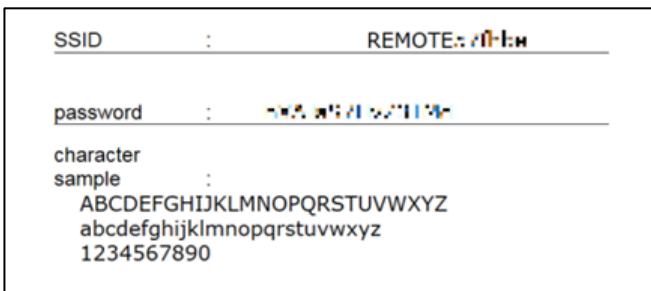 SSID : REMOTE
password :
character
sample :
ABCDEFGHIJKLMNOPQRSTUVWXYZ
abcdefghijklmnopqrstuvwxyz
1234567890